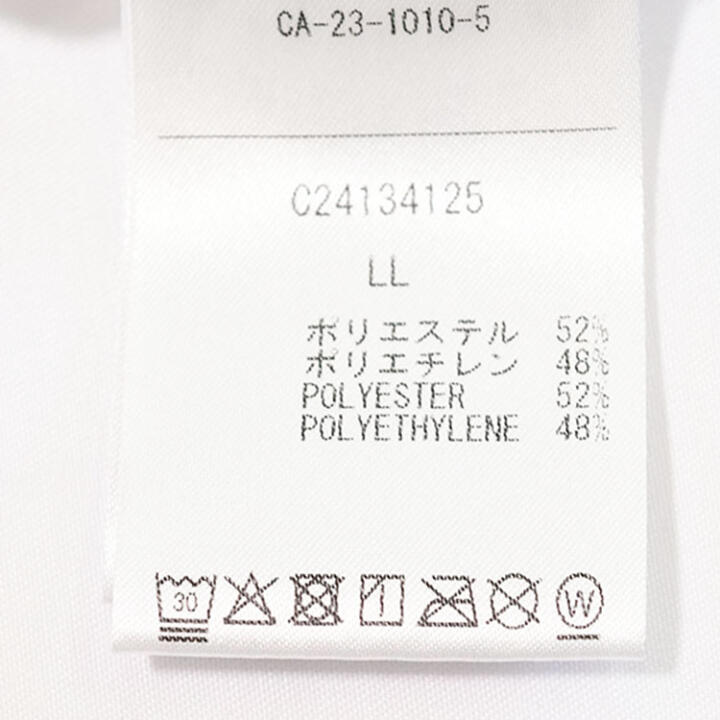 CA-23-1010-5
C24134125
LL
ポリエステル 52%
ポリエチレン 48%
POLYESTER 52%
POLYETHYLENE 48%
30 W